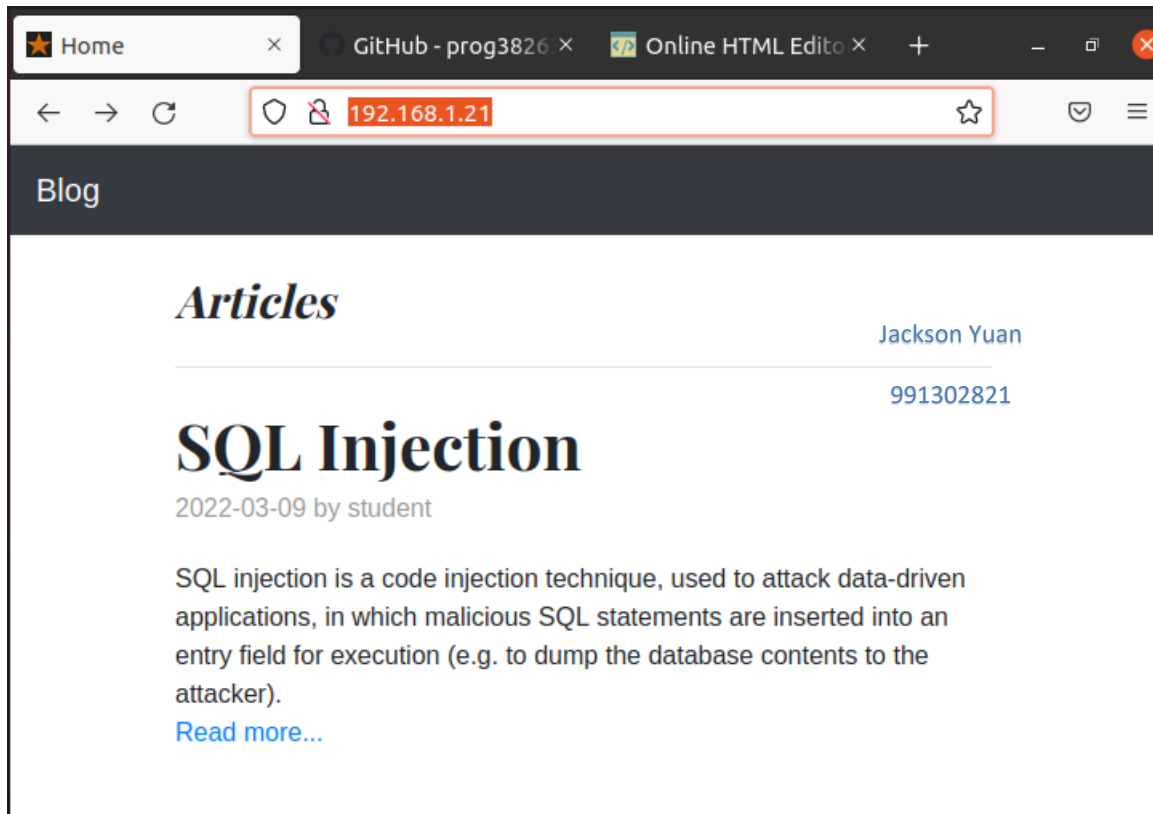 Home
GitHub - prog3826
Online HTML Edito
192.168.1.21
Blog
Articles
Jackson Yuan
991302821
SQL Injection
2022-03-09 by student
SQL injection is a code injection technique, used to attack data-driven
applications, in which malicious SQL statements are inserted into an
entry field for execution (e.g. to dump the database contents to the
attacker).
Read more...